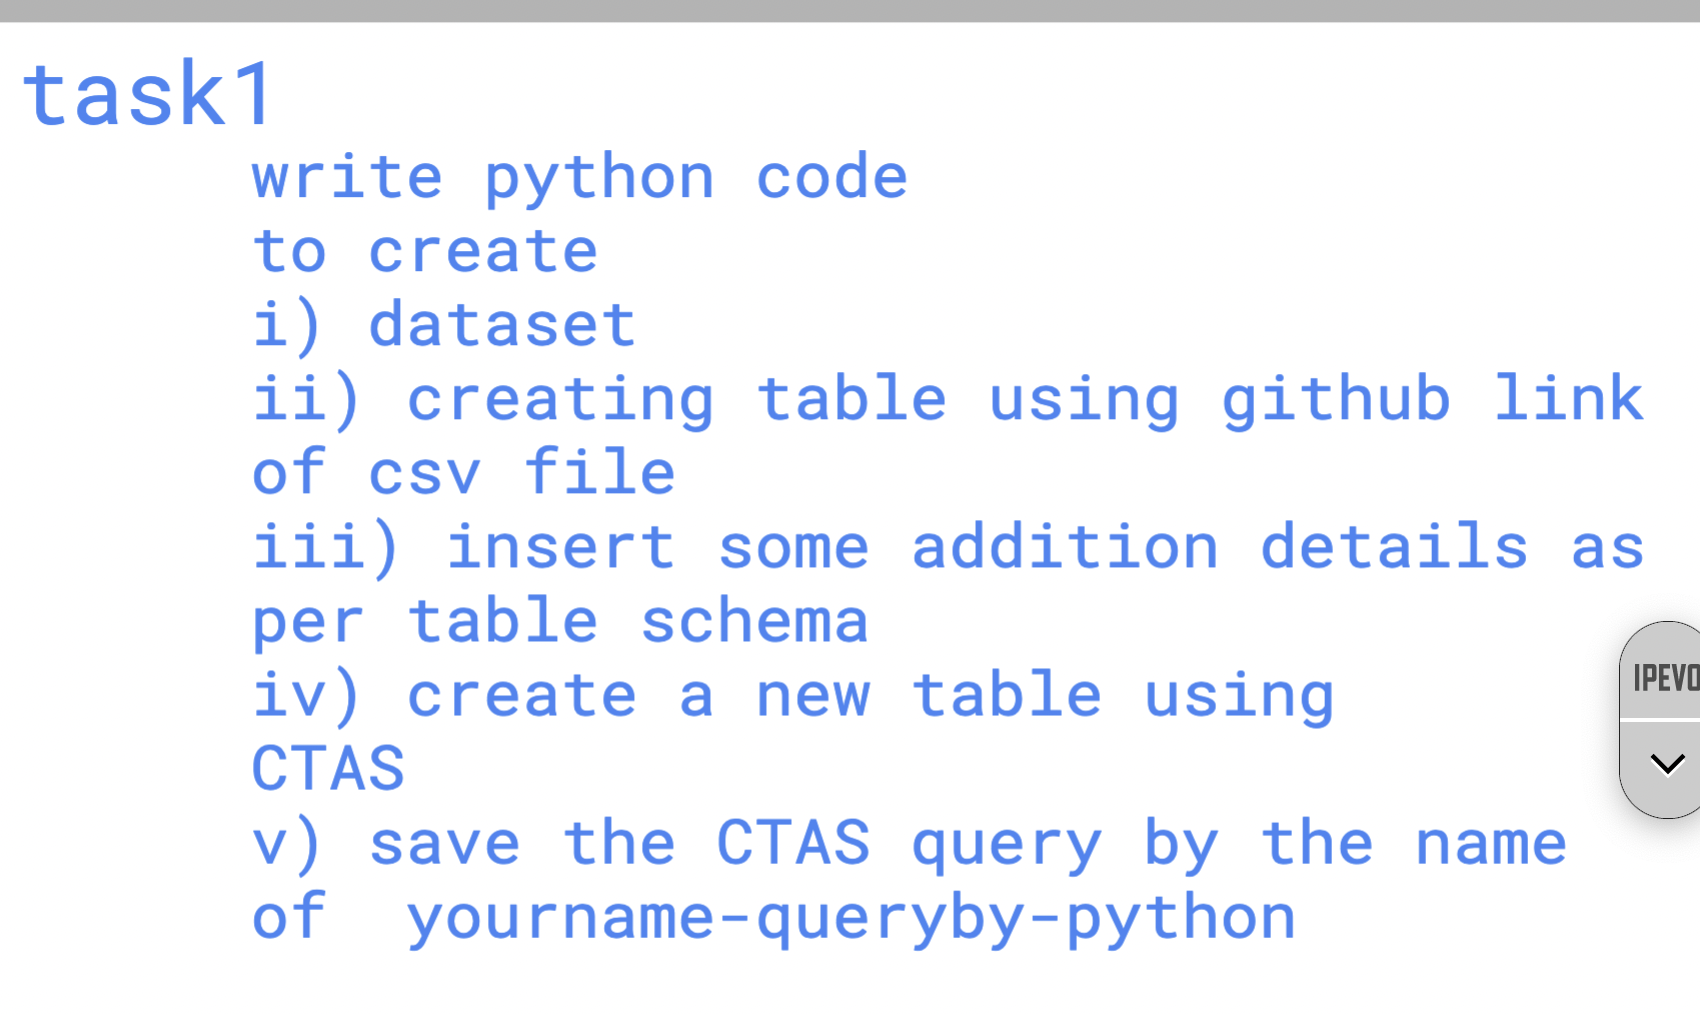 task1
write python code
to create
i) dataset
ii) creating table using github link
of csv file
iii) insert some addition details as
per table schema
iv) create a new table using
CTAS
v) save the CTAS query by the name
of  yourname-queryby-python
IPEVO